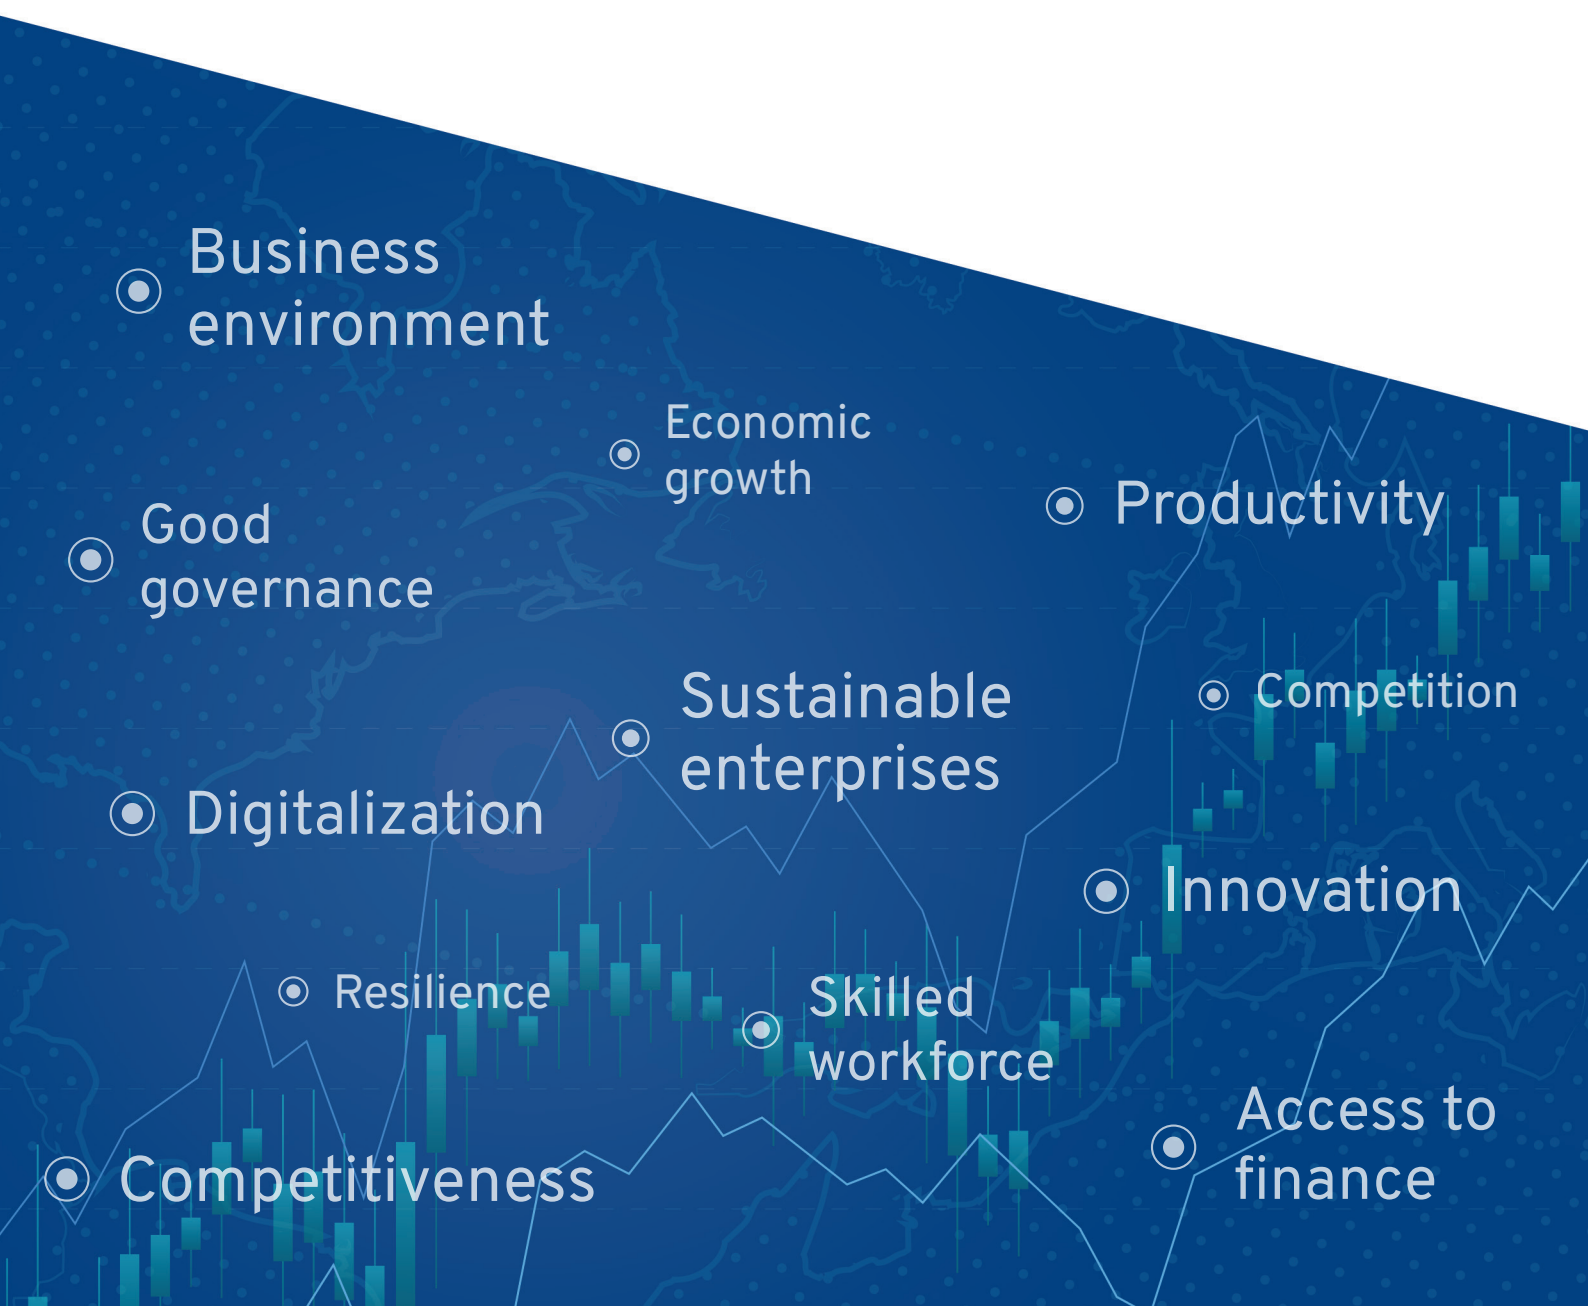 Business
environment
Economic
growth
Productivity
Good
governance
Sustainable
enterprises
Competition
Digitalization
Innovation
Resilience
Skilled
workforce
Access to
finance
Competitiveness